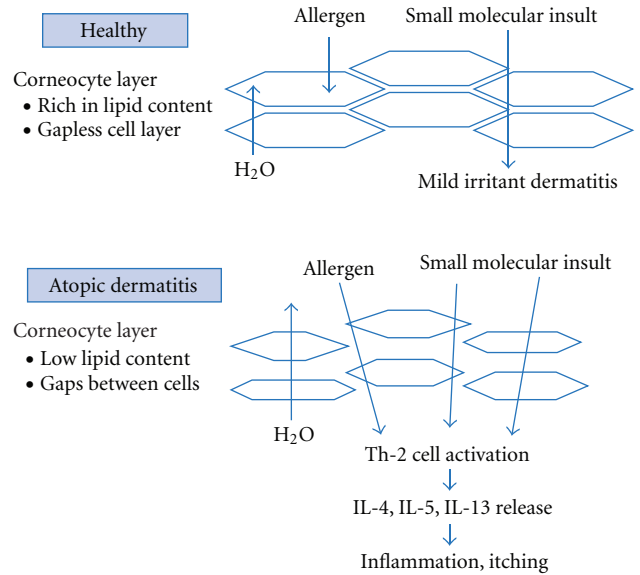 Healthy
Allergen
Small molecular insult
Corneocyte layer
• Rich in lipid content
• Gapless cell layer
H₂O
Mild irritant dermatitis
Atopic dermatitis
Allergen
Small molecular insult
Corneocyte layer
• Low lipid content
• Gaps between cells
H₂O
Th-2 cell activation
IL-4, IL-5, IL-13 release
Inflammation, itching